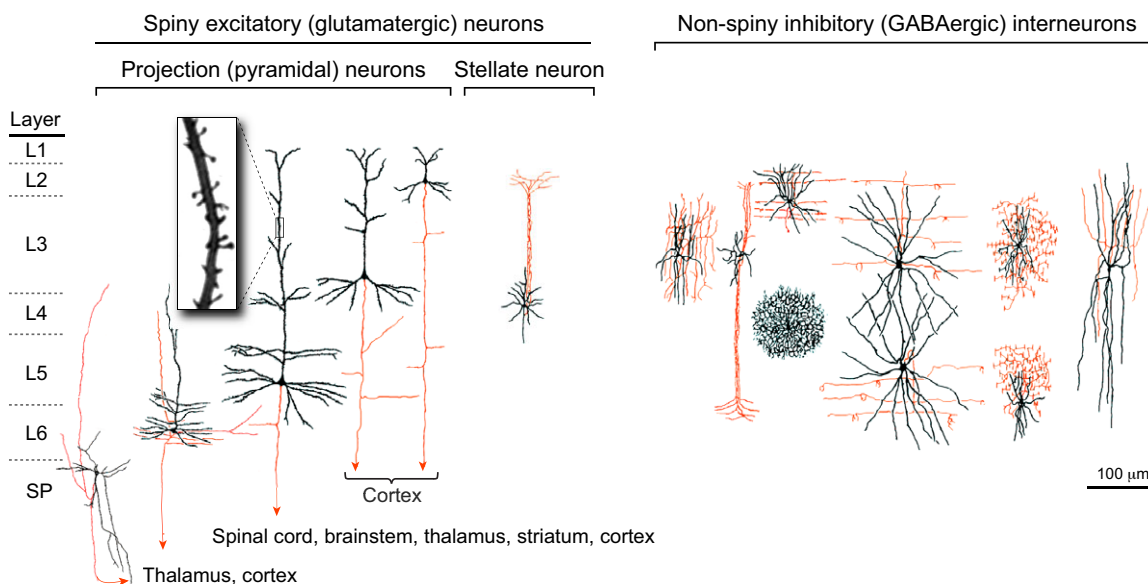 Spiny excitatory (glutamatergic) neurons
Non-spiny inhibitory (GABAergic) interneurons
Projection (pyramidal) neurons
Stellate neuron
Layer
L1
L2
L3
L4
L5
L6
SP
100 μm
Cortex
Spinal cord, brainstem, thalamus, striatum, cortex
Thalamus, cortex